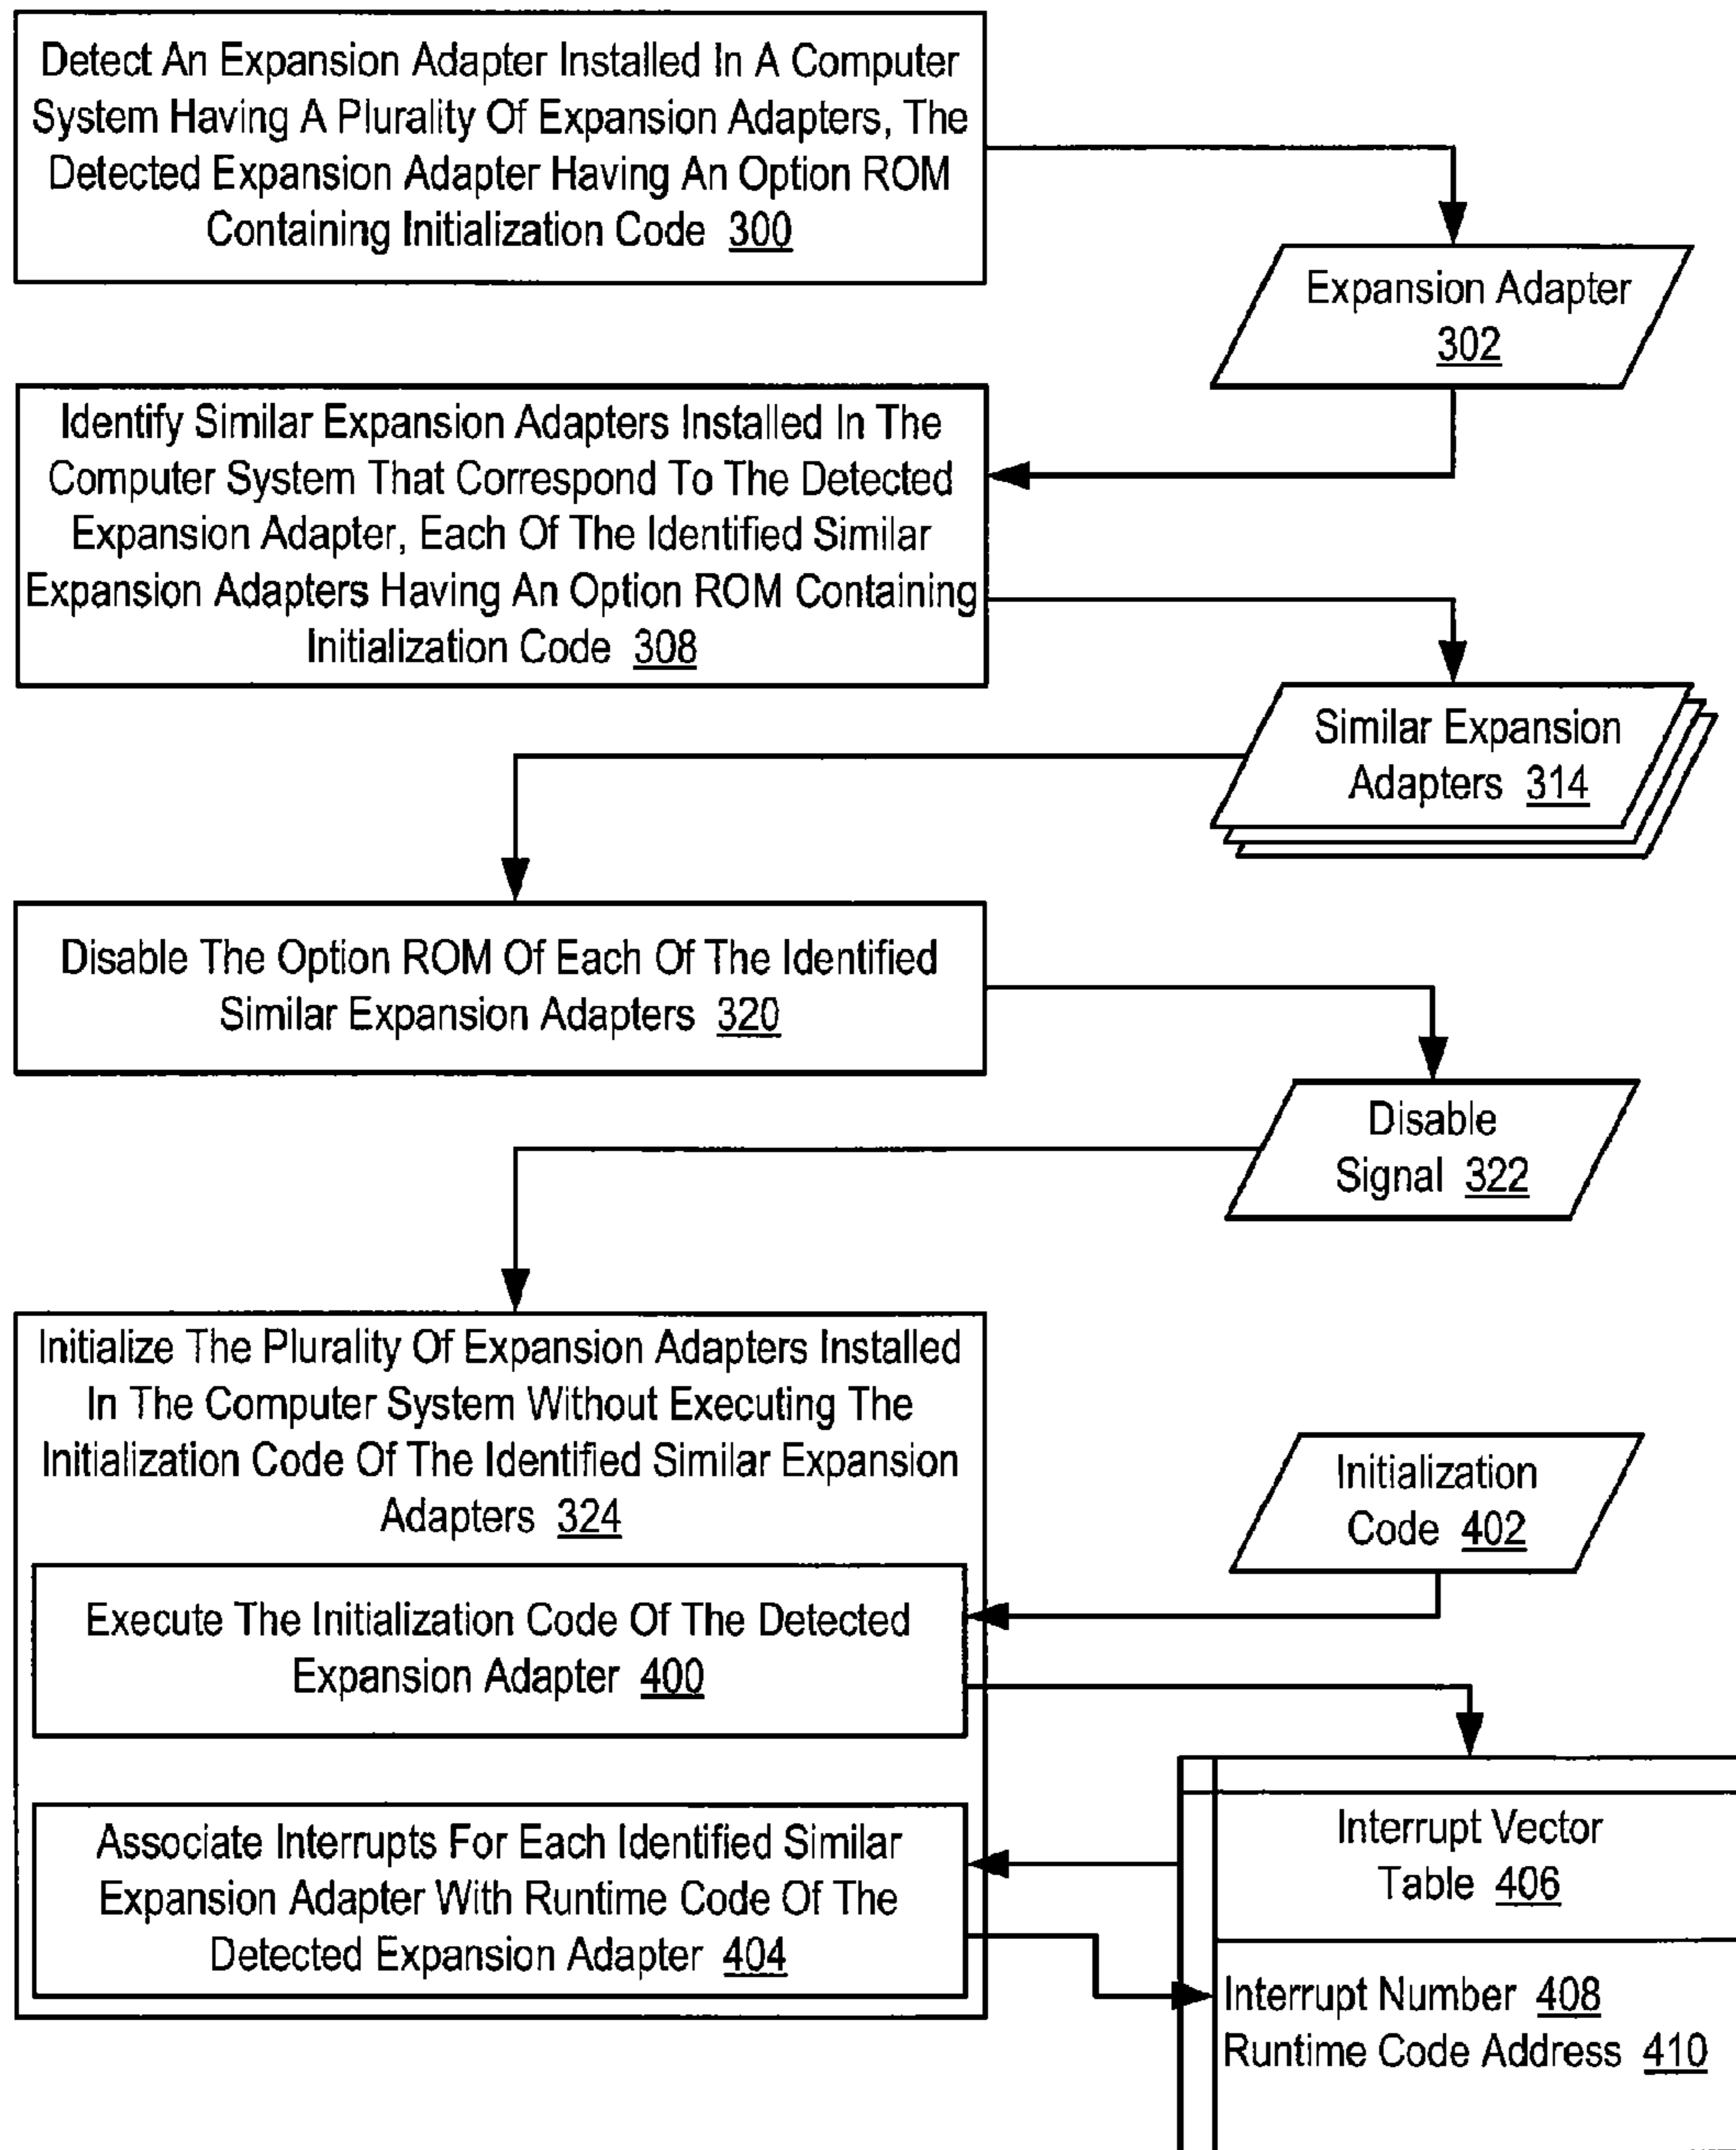 Detect An Expansion Adapter Installed In A Computer
System Having A Plurality Of Expansion Adapters, The
Detected Expansion Adapter Having An Option ROM
Containing Initialization Code 300
Expansion Adapter
302
Identify Similar Expansion Adapters Installed In The
Computer System That Correspond To The Detected
Expansion Adapter, Each Of The Identified Similar
Expansion Adapters Having An Option ROM Containing
Initialization Code 308
Similar Expansion
Adapters 314
Disable The Option ROM Of Each Of The Identified
Similar Expansion Adapters 320
Disable
Signal 322
Initialize The Plurality Of Expansion Adapters Installed
In The Computer System Without Executing The
Initialization Code Of The Identified Similar Expansion
Adapters 324
Initialization
Code 402
Execute The Initialization Code Of The Detected
Expansion Adapter 400
Associate Interrupts For Each Identified Similar
Expansion Adapter With Runtime Code Of The
Detected Expansion Adapter 404
Interrupt Vector
Table 406
Interrupt Number 408
Runtime Code Address 410